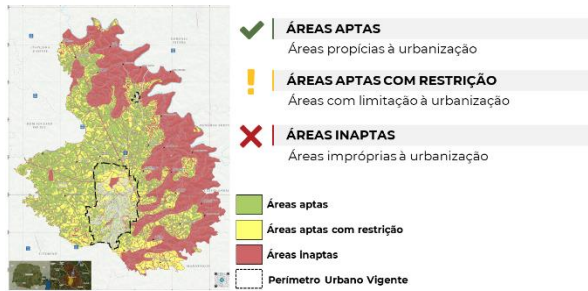 ÁREAS APTAS
Áreas propícias à urbanização
ÁREAS APTAS COM RESTRIÇÃO
Áreas com limitação à urbanização
ÁREAS INAPTAS
Áreas impróprias à urbanização
Áreas aptas
Áreas aptas com restrição
Áreas Inaptas
Perímetro Urbano Vigente